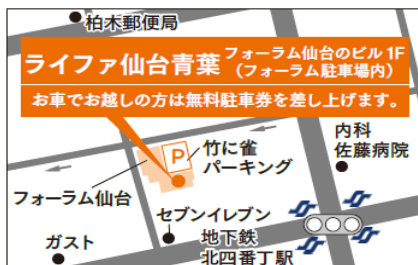 柏木郵便局
ライファ仙台青葉
フォーラム仙台のビル1F
(フォーラム駐車場内)
お車でお越しの方は無料駐車券を差し上げます。
内科
佐藤病院
P
竹に雀
パーキング
フォーラム仙台
セブンイレブン
地下鉄
北四番丁駅
ガスト